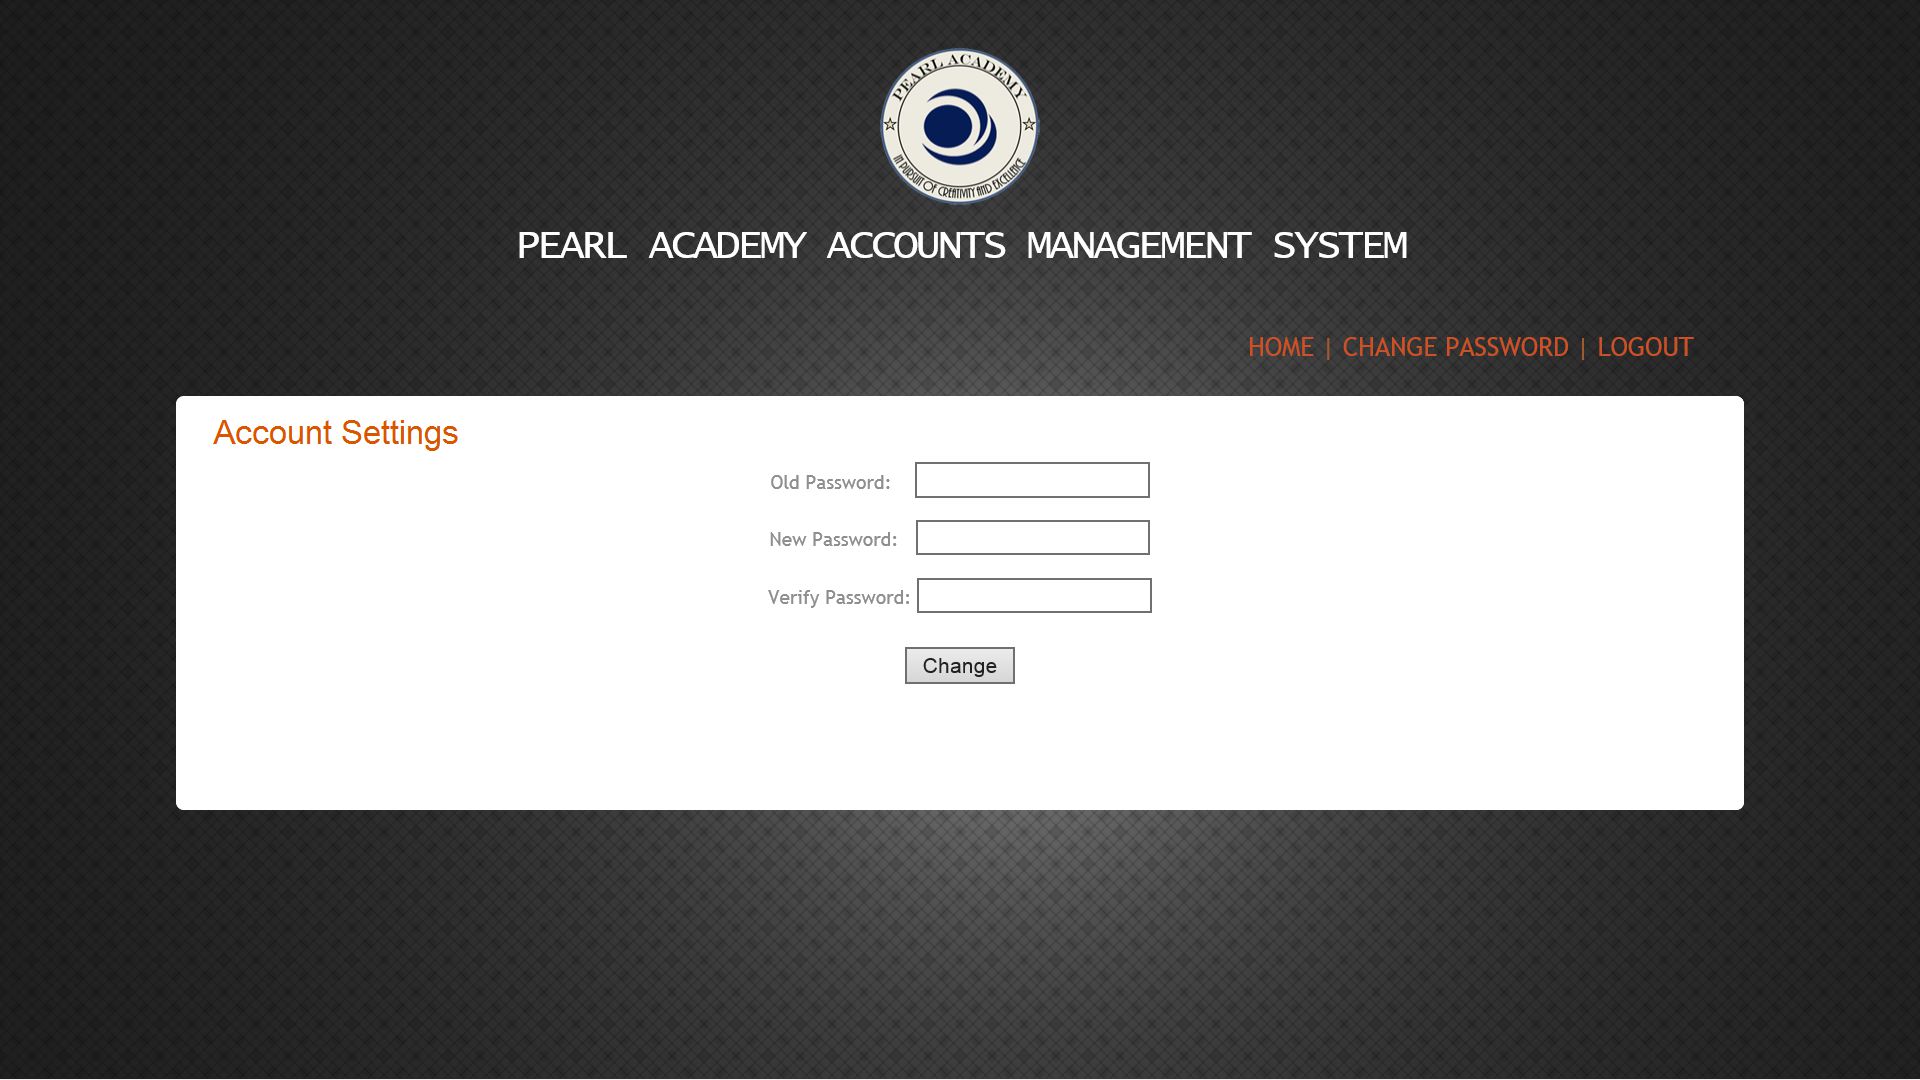 PEARL ACADEMY
IN PURSUIT OF CREATIVITY AND EXCELLENCE
PEARL ACADEMY ACCOUNTS MANAGEMENT SYSTEM
HOME | CHANGE PASSWORD | LOGOUT
Account Settings
Old Password:
New Password:
Verify Password:
Change